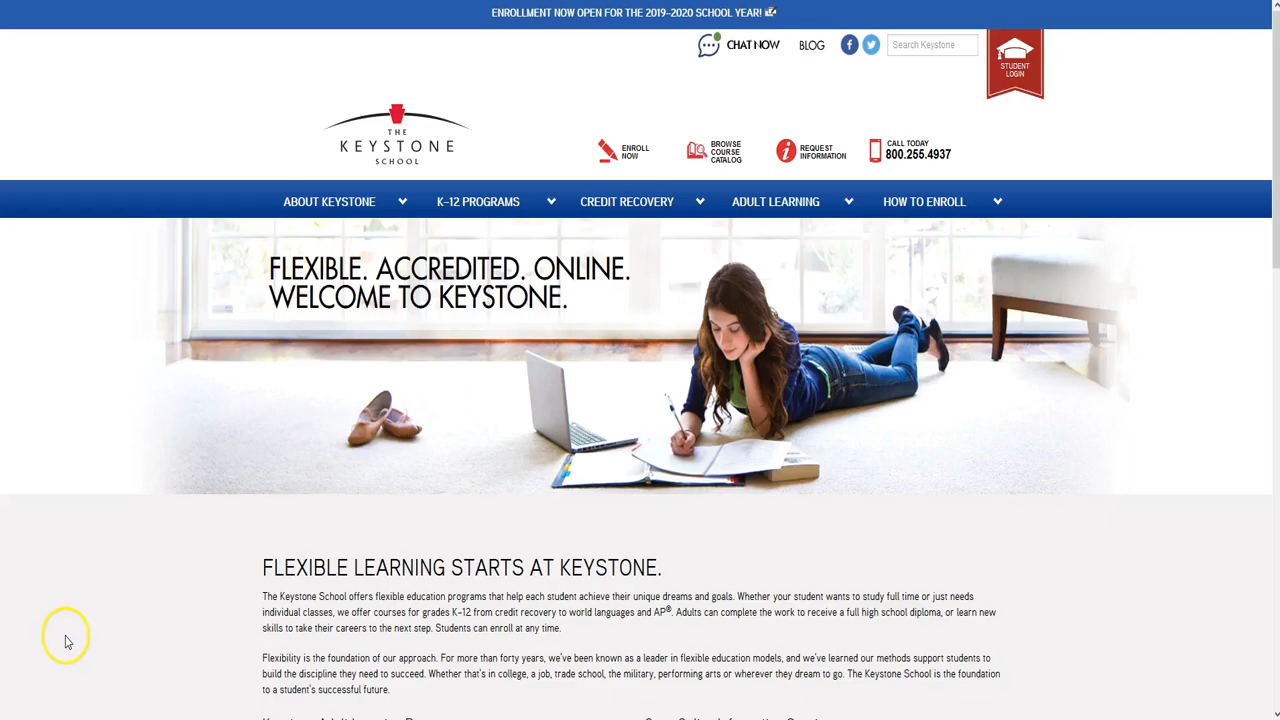 ENROLLMENT NOW OPEN FOR THE 2019-2020 SCHOOL YEAR!
CHAT NOW
BLOG
Search Keystone
STUDENT
LOGIN
THE
KEYSTONE
SCHOOL
ENROLL
NOW
BROWSE
COURSE
CATALOG
REQUEST
INFORMATION
CALL TODAY
800.255.4937
ABOUT KEYSTONE
K-12 PROGRAMS
CREDIT RECOVERY
ADULT LEARNING
HOW TO ENROLL
FLEXIBLE. ACCREDITED. ONLINE.
WELCOME TO KEYSTONE.
FLEXIBLE LEARNING STARTS AT KEYSTONE.
The Keystone School offers flexible education programs that help each student achieve their unique dreams and goals. Whether your student wants to study full time or just needs
individual classes, we offer courses for grades K-12 from credit recovery to world languages and AP®. Adults can complete the work to receive a full high school diploma, or learn new
skills to take their careers to the next step. Students can enroll at any time.
Flexibility is the foundation of our approach. For more than forty years, we've been known as a leader in flexible education models, and we've learned our methods support students to
build the discipline they need to succeed. Whether that's in college, a job, trade school, the military, performing arts or wherever they dream to go. The Keystone School is the foundation
to a student's successful future.